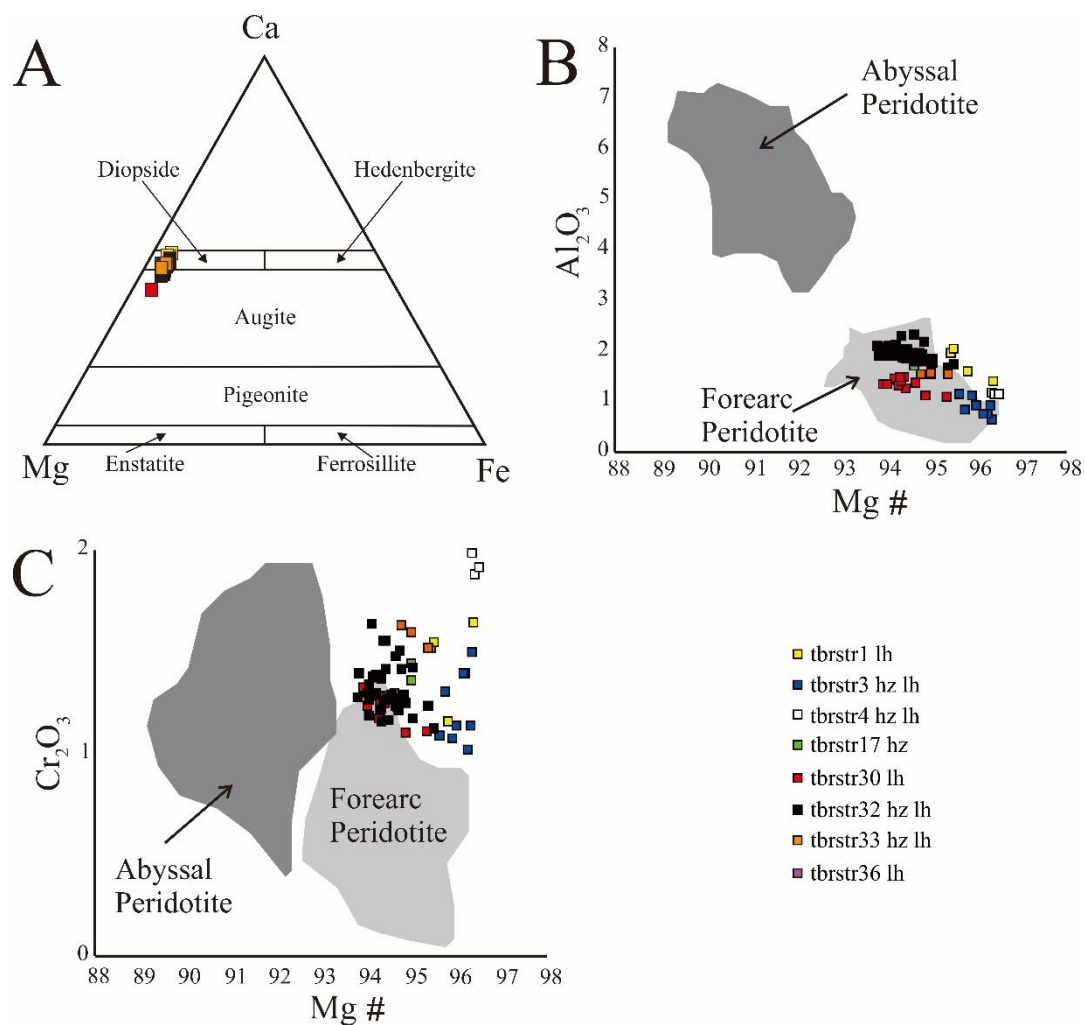 A
Ca
Diopside
Hedenbergite
Augite
Pigeonite
Mg
Enstatite
Ferrosillite
Fe
B
8
7
6
5
4
3
2
1
0
Al2O3
Abyssal
Peridotite
Forearc
Peridotite
88 89 90 91 92 93 94 95 96 97 98
Mg #
C
2
1
0
Cr2O3
Abyssal
Peridotite
Forearc
Peridotite
88 89 90 91 92 93 94 95 96 97 98
Mg #
tbrstr1 lh
tbrstr3 hz lh
tbrstr4 hz lh
tbrstr17 hz
tbrstr30 lh
tbrstr32 hz lh
tbrstr33 hz lh
tbrstr36 lh